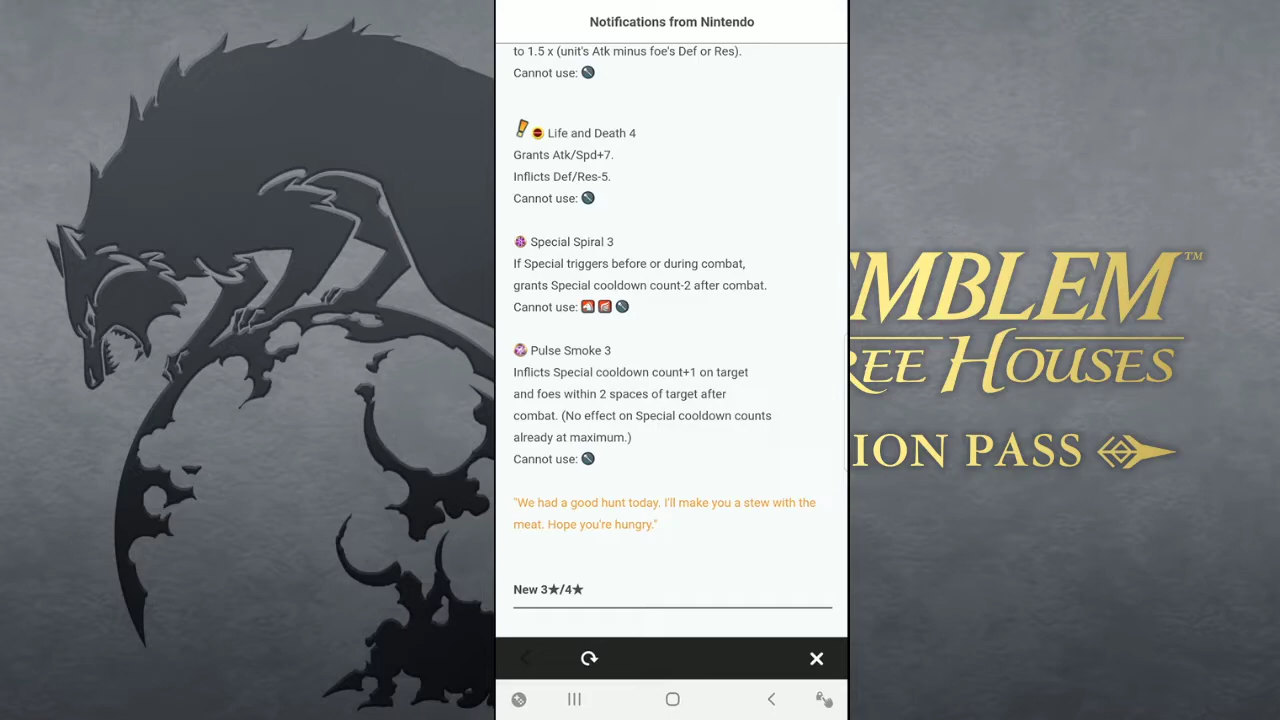 Notifications from Nintendo
to 1.5 x (unit's Atk minus foe's Def or Res).
Cannot use:
Life and Death 4
Grants Atk/Spd+7.
Inflicts Def/Res-5.
Cannot use:
Special Spiral 3
If Special triggers before or during combat,
grants Special cooldown count-2 after combat.
Cannot use:
Pulse Smoke 3
Inflicts Special cooldown count+1 on target
and foes within 2 spaces of target after
combat. (No effect on Special cooldown counts
already at maximum.)
Cannot use:
"We had a good hunt today. I'll make you a stew with the
meat. Hope you're hungry."
New 3★/4★
EMBLEM™
REE HOUSES
ION PASS